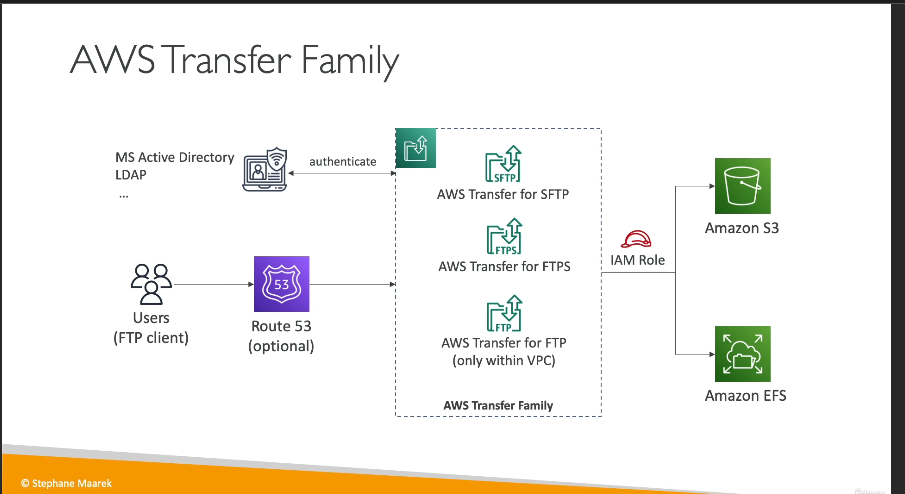 AWS Transfer Family
MS Active Directory
LDAP
...
authenticate
SFTP
AWS Transfer for SFTP
FTPS
AWS Transfer for FTPS
FTP
AWS Transfer for FTP
(only within VPC)
AWS Transfer Family
Users
(FTP client)
53
Route 53
(optional)
IAM Role
Amazon S3
Amazon EFS
© Stephane Maarek